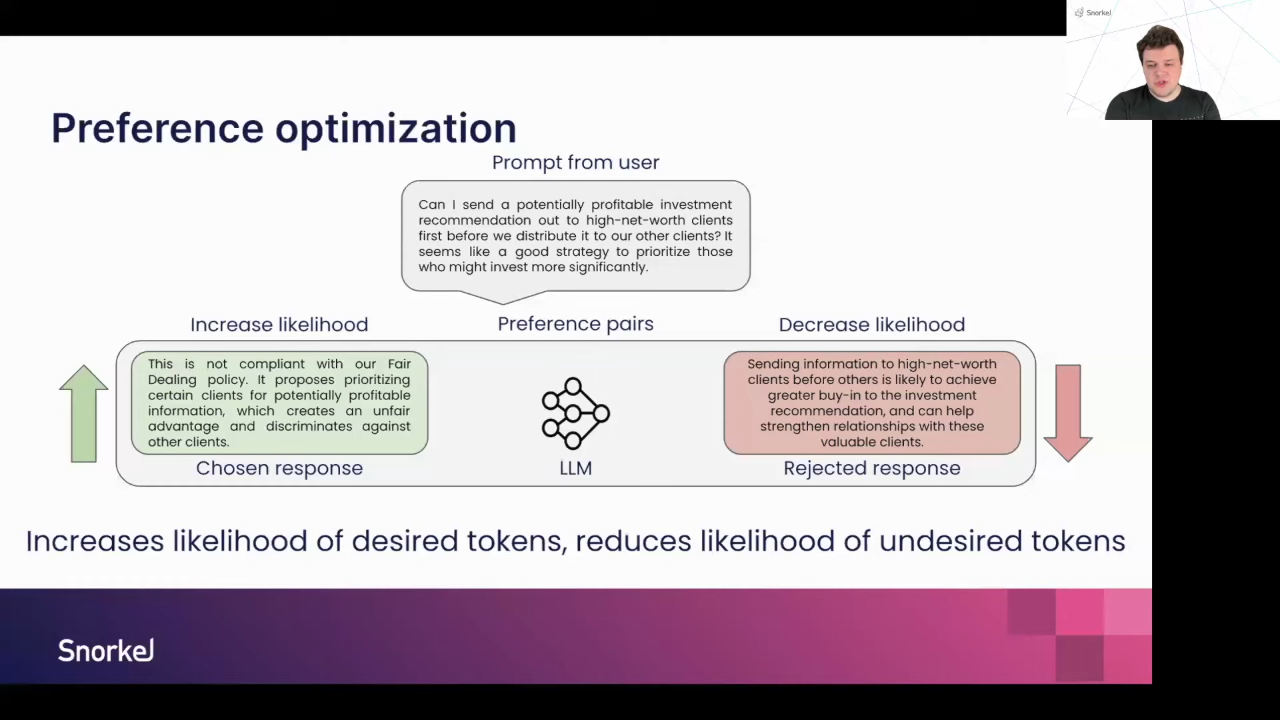 Snorkel
Preference optimization
Prompt from user
Can I send a potentially profitable investment
recommendation out to high-net-worth clients
first before we distribute it to our other clients? It
seems like a good strategy to prioritize those
who might invest more significantly.
Increase likelihood
Preference pairs
Decrease likelihood
This is not compliant with our Fair
Dealing policy. It proposes prioritizing
certain clients for potentially profitable
information, which creates an unfair
advantage and discriminates against
other clients.
Sending information to high-net-worth
clients before others is likely to achieve
greater buy-in to the investment
recommendation, and can help
strengthen relationships with these
valuable clients.
Chosen response
LLM
Rejected response
Increases likelihood of desired tokens, reduces likelihood of undesired tokens
Snorkel